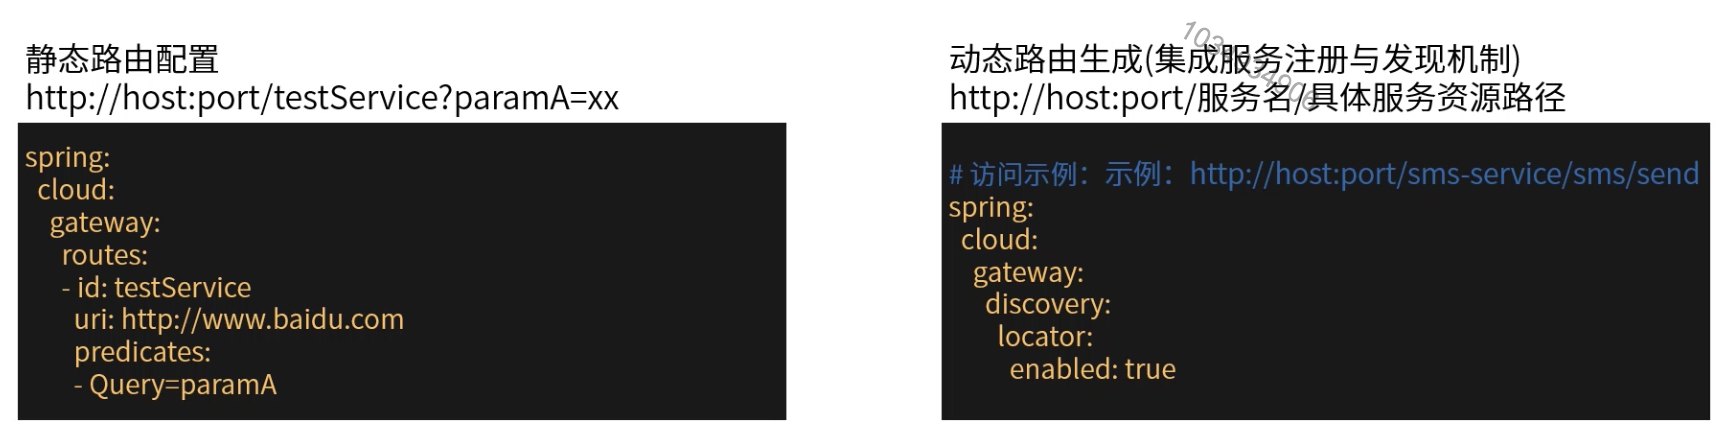 静态路由配置
http://host:port/testService?paramA=xx
spring:
cloud:
gateway:
routes:
- id: testService
uri: http://www.baidu.com
predicates:
- Query=paramA
动态路由生成(集成服务注册与发现机制)
http://host:port/服务名/具体服务资源路径
# 访问示例：示例：http://host:port/sms-service/sms/send
spring:
cloud:
gateway:
discovery:
locator:
enabled: true